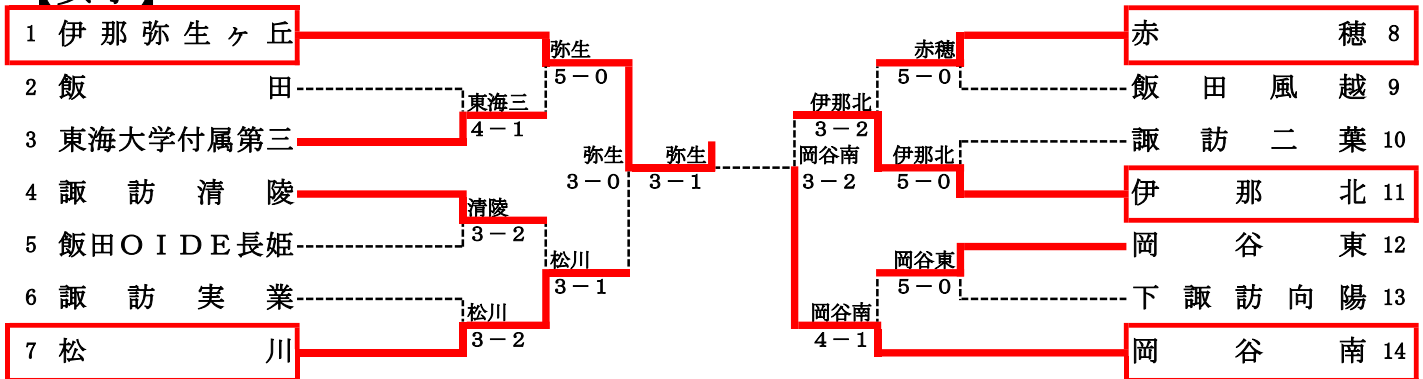 1 伊那弥生ヶ丘
2 飯田
3 東海大学付属第三
4 諏訪清陵
5 飯田ＯＩＤＥ長姫
6 諏訪実業
7 松川
東海三
4－1
清陵
3－2
松川
3－2
弥生
5－0
松川
3－1
弥生
3－0
弥生
3－1
岡谷南
3－2
伊那北
3－2
岡谷南
4－1
赤穂
5－0
伊那北
5－0
岡谷東
5－0
赤穂 8
飯田風越 9
諏訪二葉 10
伊那北 11
岡谷東 12
下諏訪向陽 13
岡谷南 14